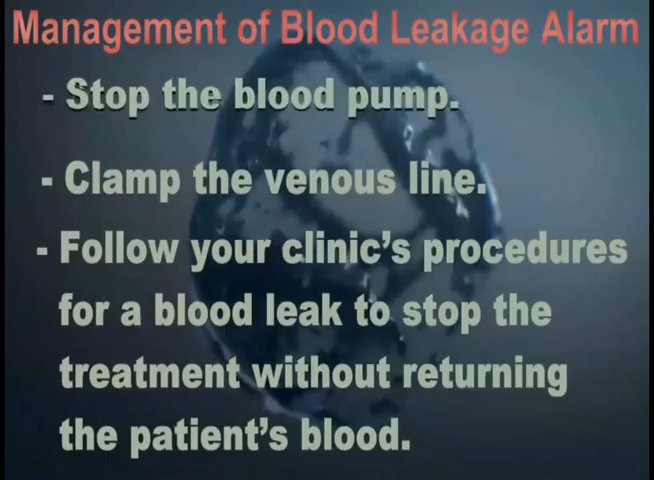 Management of Blood Leakage Alarm
- Stop the blood pump.
- Clamp the venous line.
- Follow your clinic's procedures
for a blood leak to stop the
treatment without returning
the patient's blood.